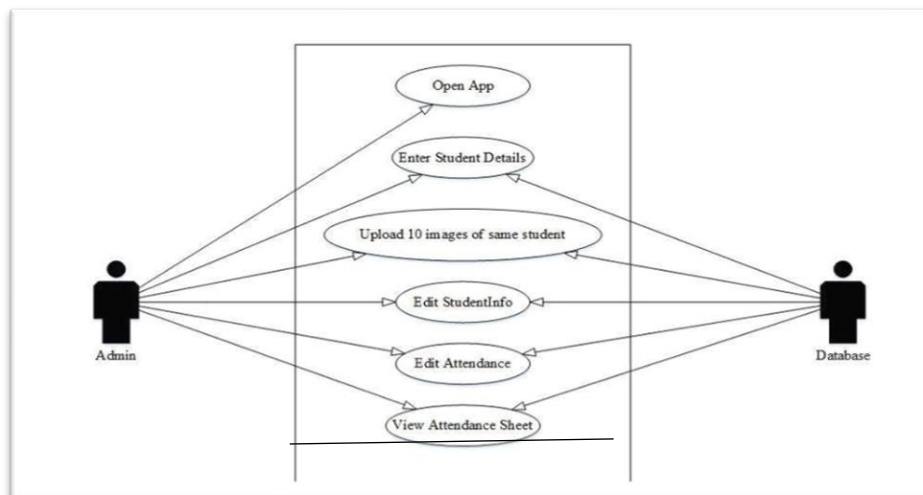 Open App
Enter Student Details
Upload 10 images of same student
Edit StudentInfo
Edit Attendance
View Attendance Sheet
Admin
Database